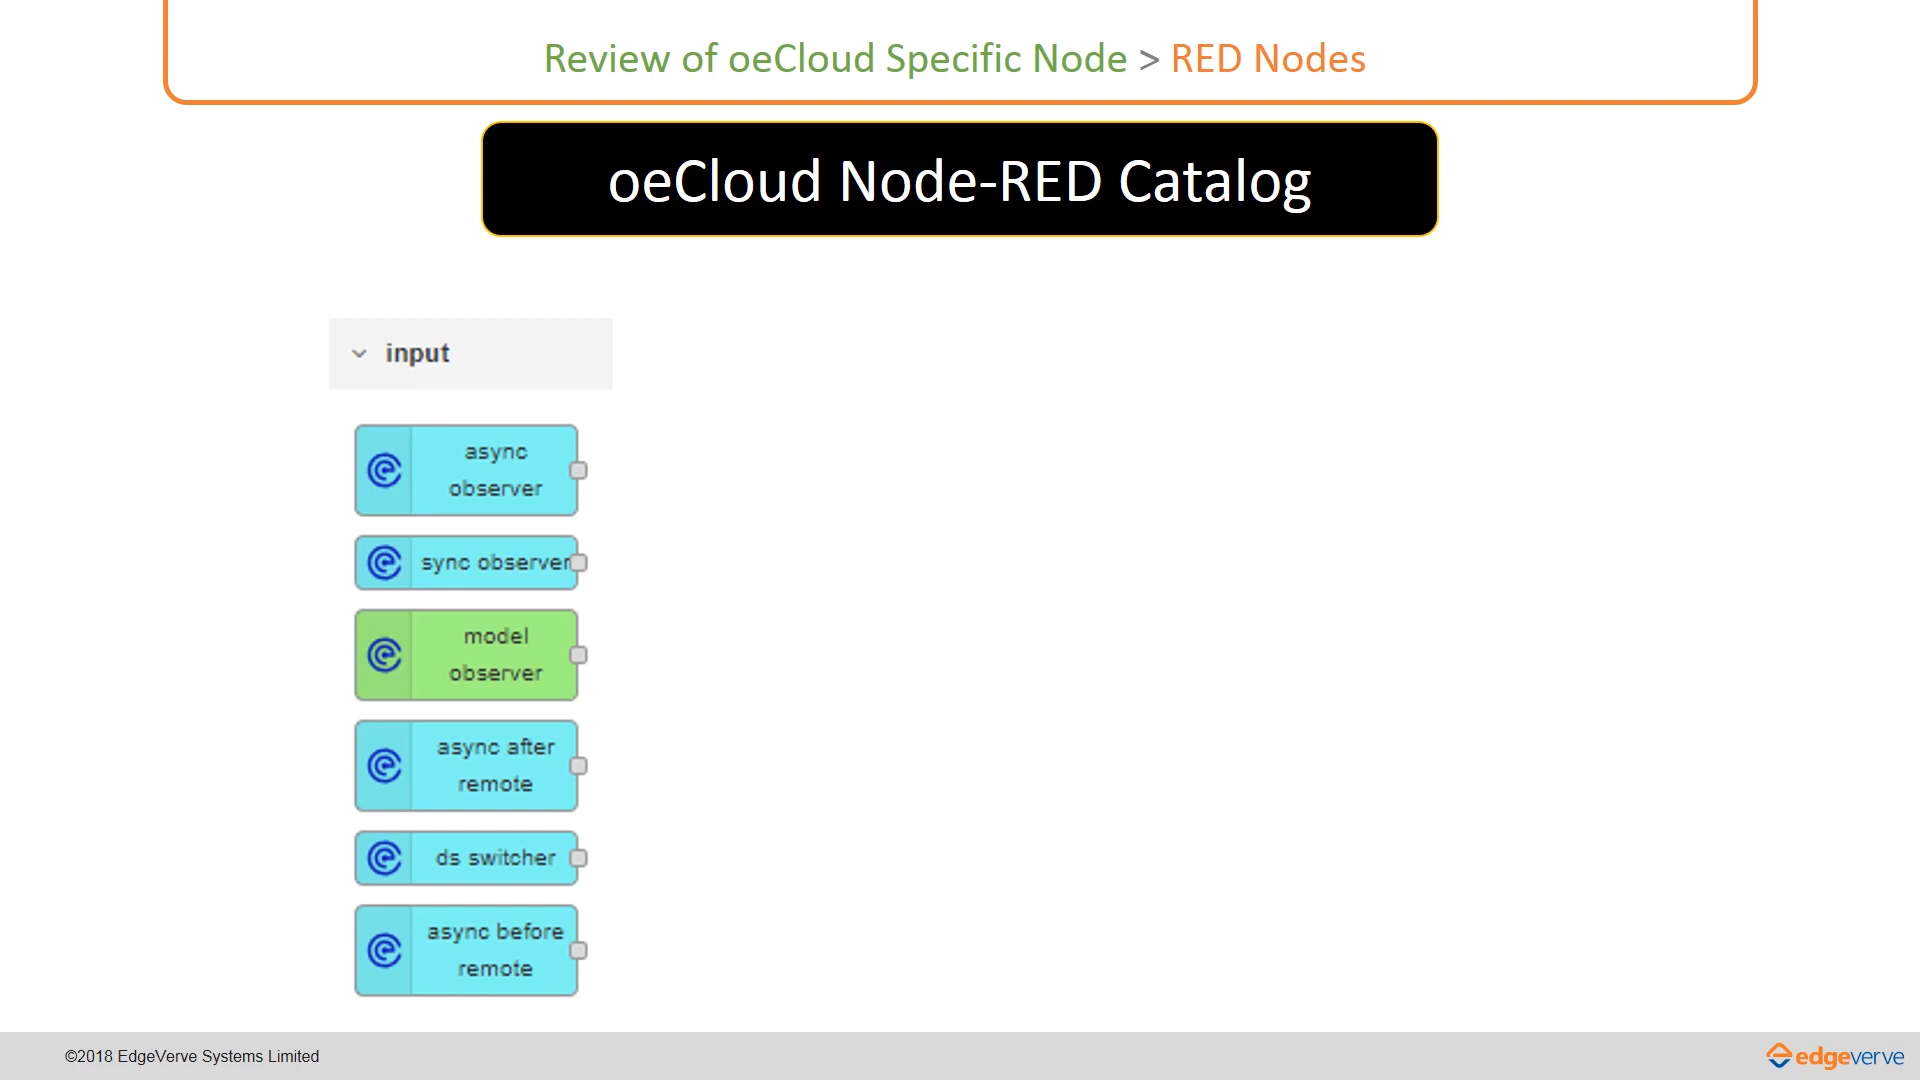 Review of oeCloud Specific Node > RED Nodes
oeCloud Node-RED Catalog
input
async
observer
sync observer
model
observer
async after
remote
ds switcher
async before
remote
©2018 EdgeVerve Systems Limited
edgeverve